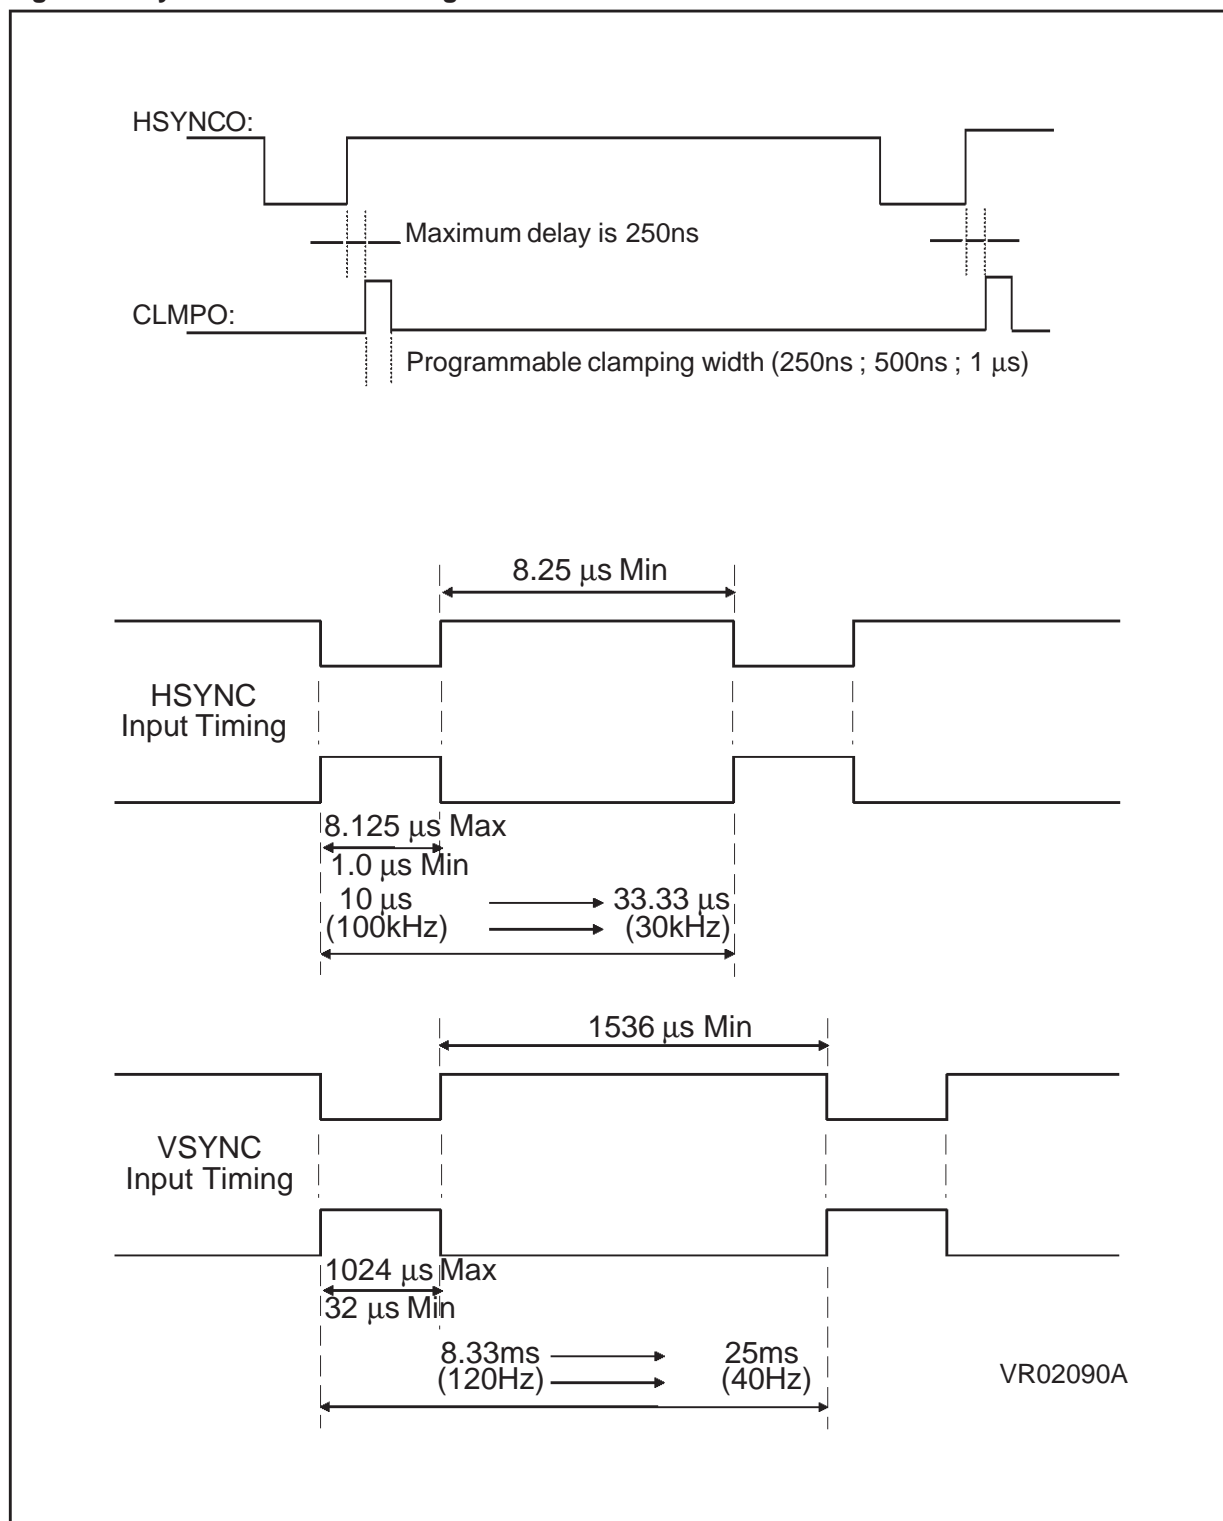 HSYNCO:
Maximum delay is 250ns
CLMPO:
Programmable clamping width (250ns ; 500ns ; 1 μs)
8.25 μs Min
HSYNC
Input Timing
8.125 μs Max
1.0 μs Min
10 μs 33.33 μs
(100kHz) (30kHz)
1536 μs Min
VSYNC
Input Timing
1024 μs Max
32 μs Min
8.33ms 25ms
(120Hz) (40Hz)
VR02090A